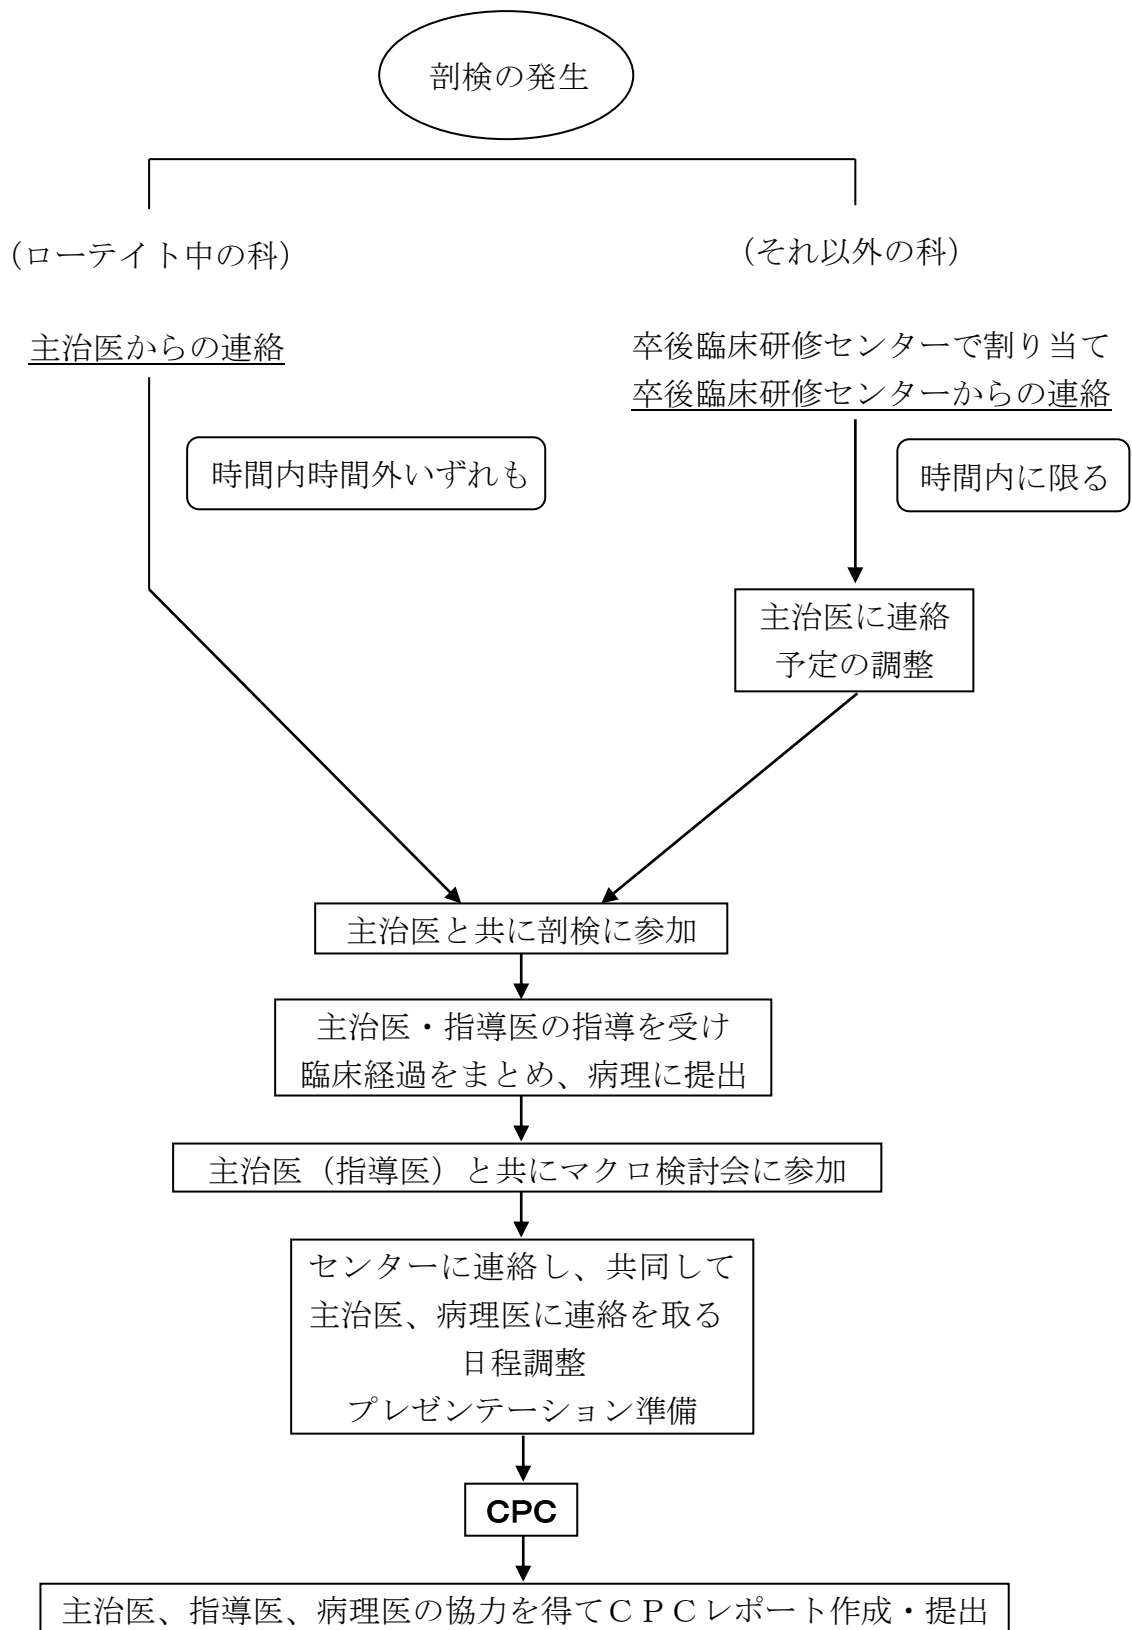 剖検の発生
（ローテイト中の科）
（それ以外の科）
主治医からの連絡
卒後臨床研修センターで割り当て
卒後臨床研修センターからの連絡
時間内時間外いずれも
時間内に限る
主治医に連絡
予定の調整
主治医と共に剖検に参加
主治医・指導医の指導を受け
臨床経過をまとめ、病理に提出
主治医（指導医）と共にマクロ検討会に参加
センターに連絡し、共同して
主治医、病理医に連絡を取る
日程調整
プレゼンテーション準備
CPC
主治医、指導医、病理医の協力を得てＣＰＣレポート作成・提出